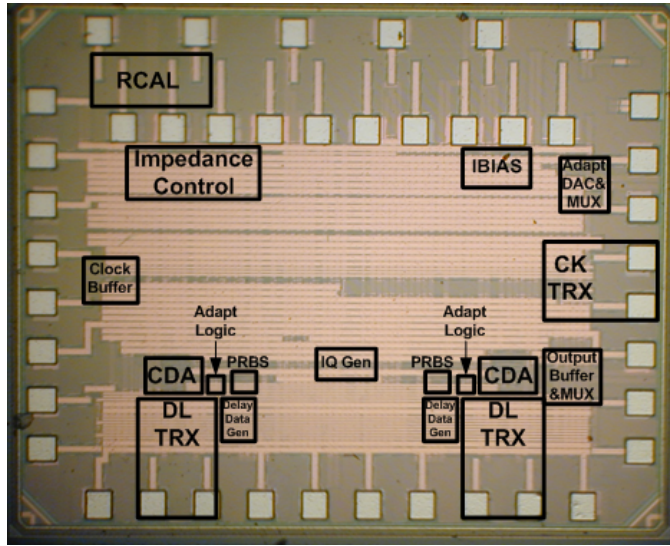 RCAL
Impedance
Control
IBIAS
Adapt
DAC&
MUX
Clock
Buffer
CK
TRX
Adapt
Logic
Adapt
Logic
PRBS
IQ Gen
PRBS
CDA
CDA
Output
Buffer
&MUX
DL
TRX
Delay
Data
Gen
Delay
Data
Gen
DL
TRX